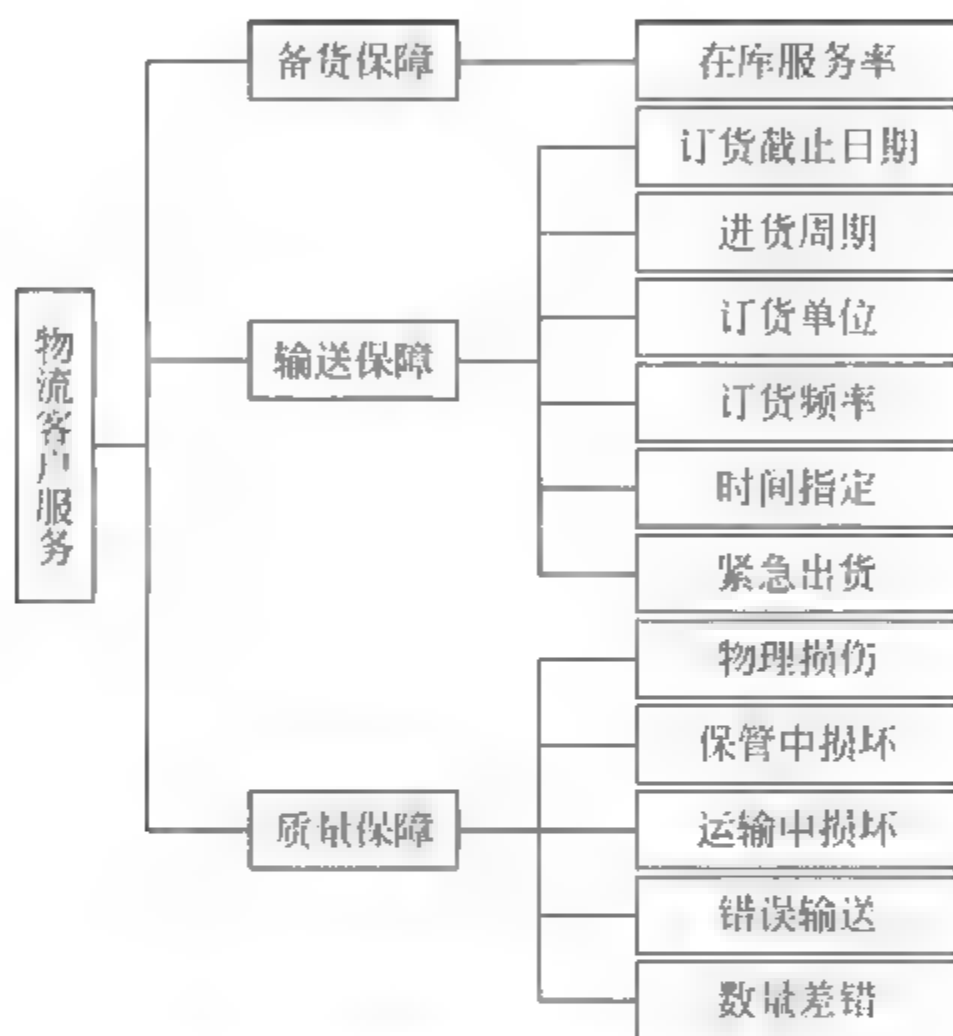 物流客户服务
备货保障
在库服务率
输送保障
订货截止日期
进货周期
订货单位
订货频率
时间指定
紧急出货
质量保障
物理损伤
保管中损坏
运输中损坏
错误输送
数量差错